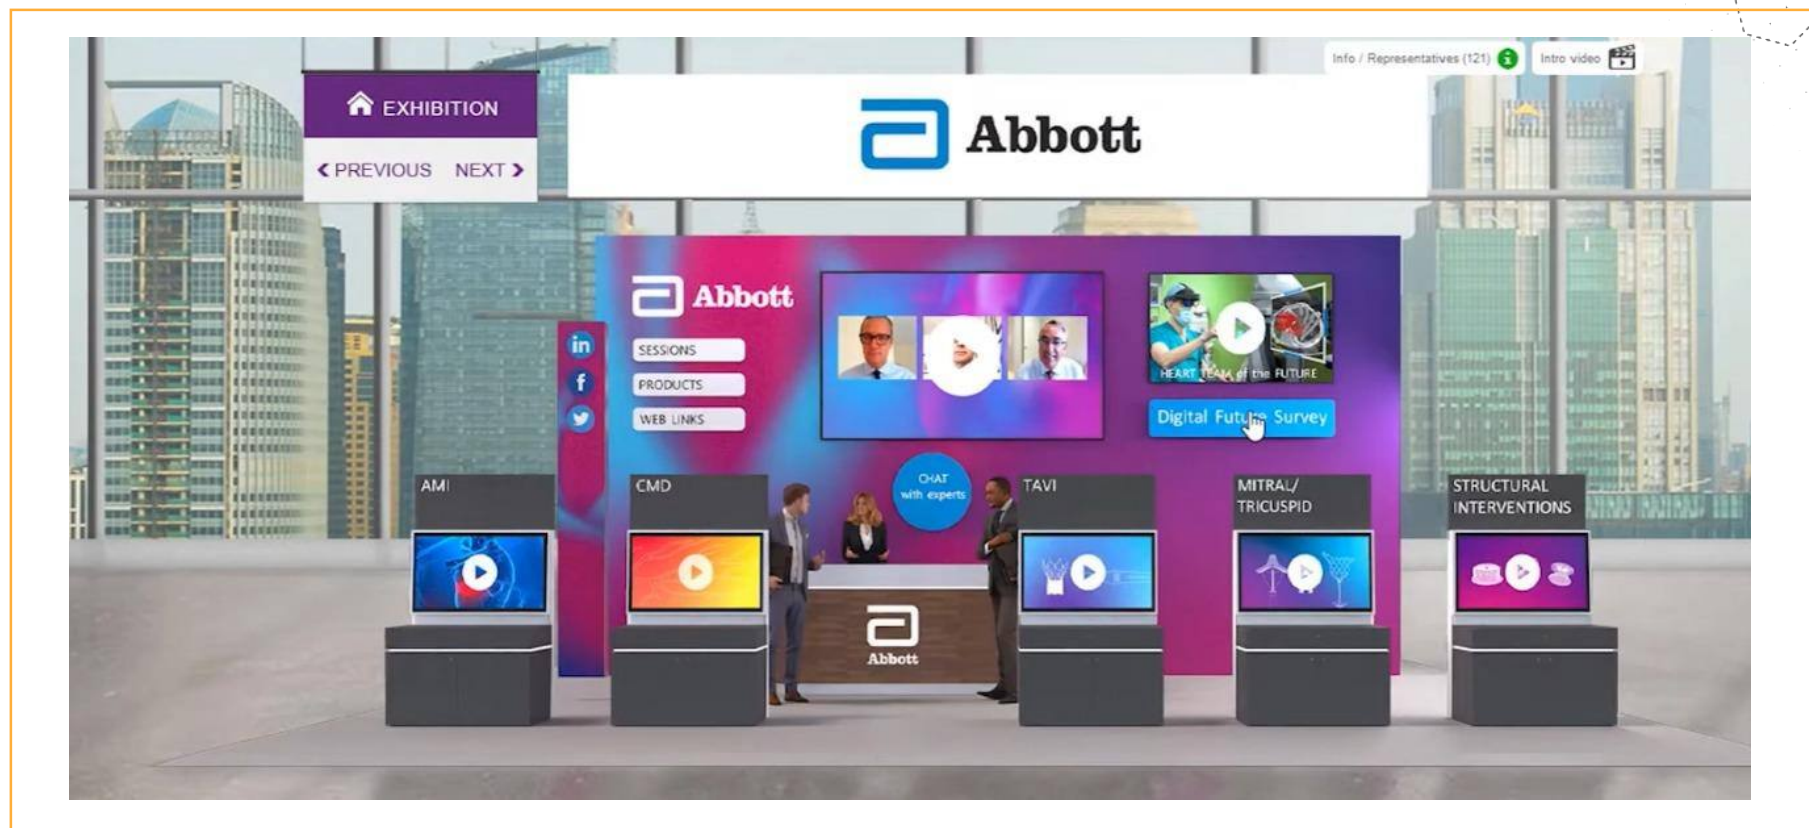 Info / Representatives (121)
Intro video
EXHIBITION
PREVIOUS NEXT
Abbott
Abbott
SESSIONS
PRODUCTS
WEB LINKS
in
f
HEART TEAM of the FUTURE
Digital Future Survey
CHAT
with experts
AMI
CMD
TAVI
MITRAL/
TRICUSPID
STRUCTURAL
INTERVENTIONS
Abbott